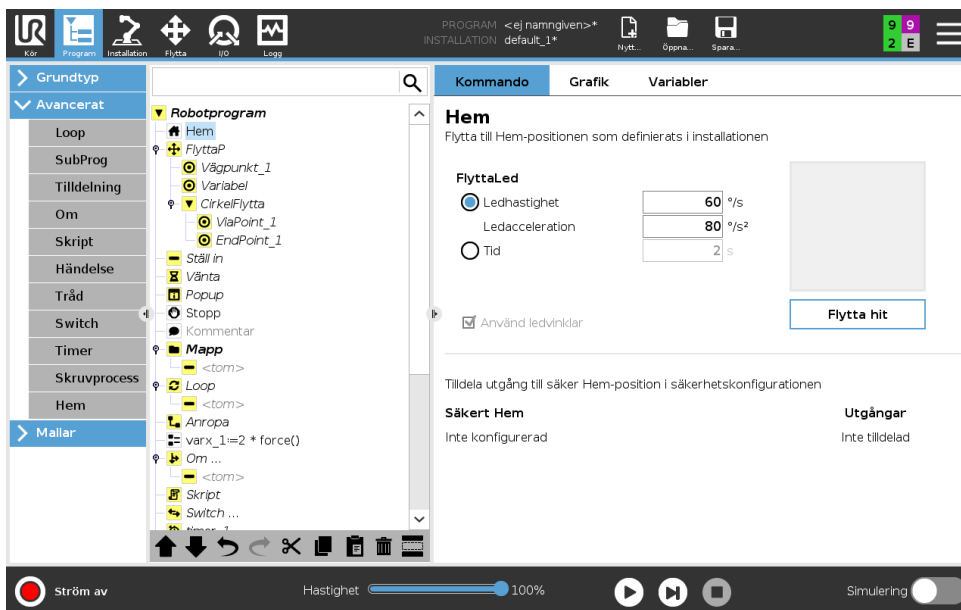 UR
PROGRAM <ej namngiven>*
INSTALLATION default_1*
9 9
2 E
Kör Program Installation Flytta I/O Logg Nytt... Öppna... Spara...
Grundtyp
Avancerat
Loop
SubProg
Tilldelning
Om
Skript
Händelse
Tråd
Switch
Timer
Skruvprocess
Hem
Mallar
Robotprogram
Hem
FlyttaP
Vägpunkt_1
Variabel
CirkelFlytta
ViaPoint_1
EndPoint_1
Ställ in
Vänta
Popup
Stopp
Kommentar
Mapp
<tom>
Loop
<tom>
Anropa
varx_1:=2 * force()
Om ...
<tom>
Skript
Switch ...
timer_1
Kommando Grafik Variabler
Hem
Flytta till Hem-positionen som definierats i installationen
FlyttaLed
Ledhastighet 60 °/s
Ledacceleration 80 °/s²
Tid 2 s
Använd ledvinklar
Flytta hit
Tilldela utgång till säker Hem-position i säkerhetskonfigurationen
Säkert Hem Utgångar
Inte konfigurerad Inte tilldelad
Ström av Hastighet 100% Simulering